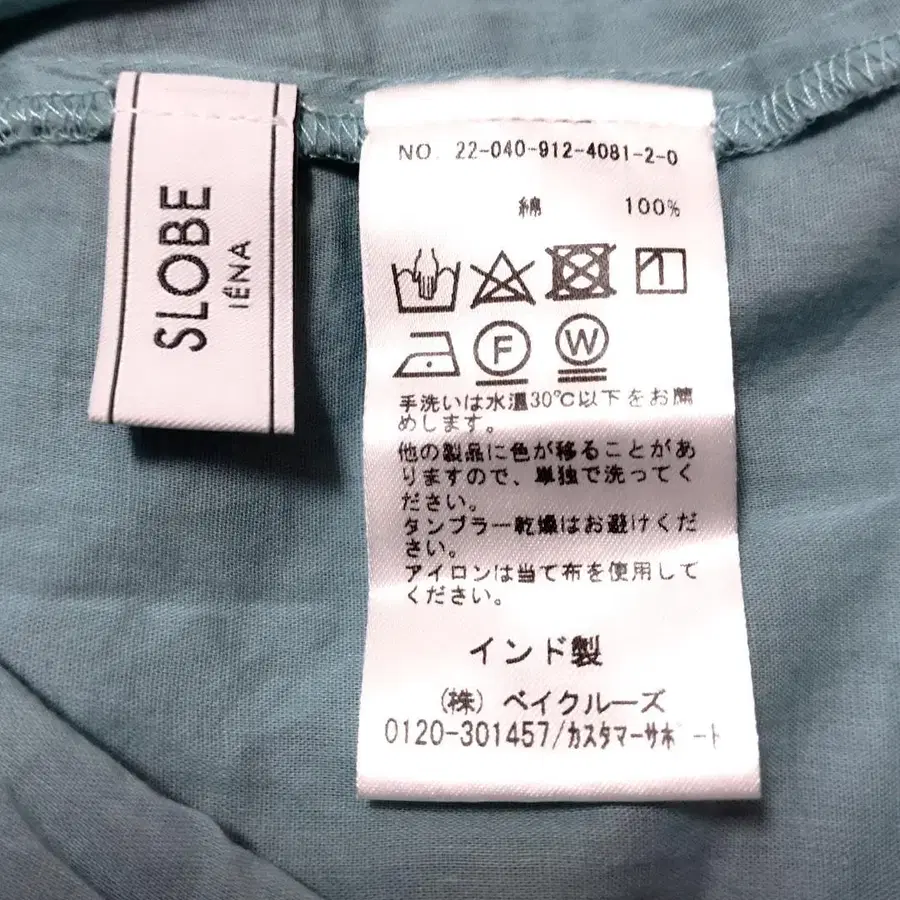 SLOBE
IÉNA
NO. 22-040-912-4081-2-0
綿 100%
F
W
手洗いは水温30℃以下をお薦
めします。
他の製品に色が移ることがあ
りますので、単独で洗ってく
ださい。
タンブラー乾燥はお避けくだ
さい。
アイロンは当て布を使用して
ください。
インド製
(株) ベイクルーズ
0120-301457/カスタマーサポート